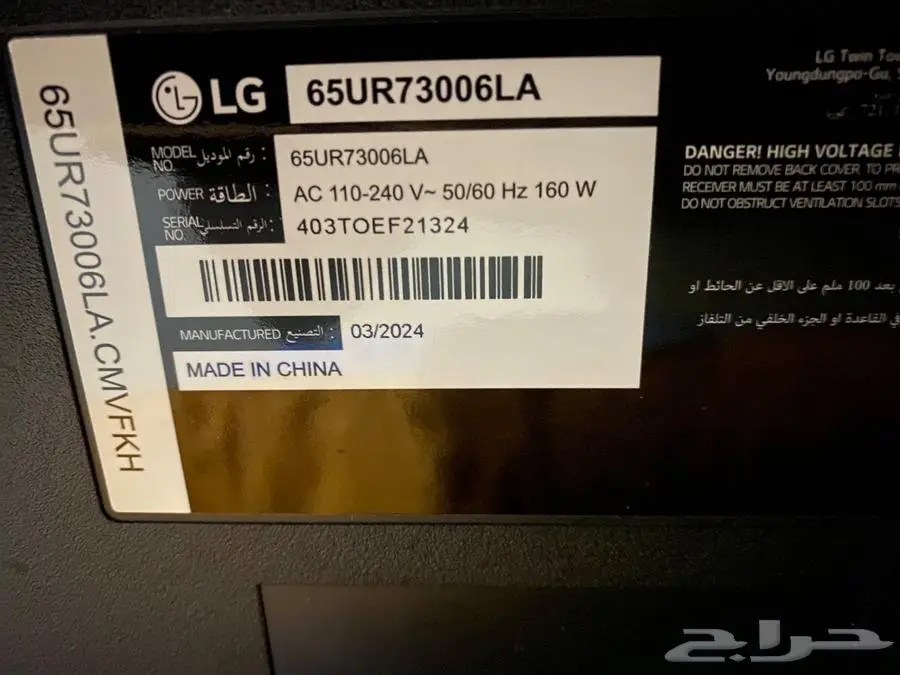 65UR73006LA.CMVFKH
LG 65UR73006LA
MODEL NO. رقم الموديل : 65UR73006LA
POWER الطاقة : AC 110-240 V~ 50/60 Hz 160 W
SERIAL NO. الرقم التسلسلي : 403TOEF21324
MANUFACTURED التصنيع : 03/2024
MADE IN CHINA
LG Twin
Youngdungpo-Gu,
DANGER! HIGH VOLTAGE
DO NOT REMOVE BACK COVER TO
RECEIVER MUST BE AT LEAST 100 mm
DO NOT OBSTRUCT VENTILATION SLOTS
بعد 100 ملم على الاقل عن الحائط او
في القاعدة او الجزء الخلفي من التلفاز
حراج